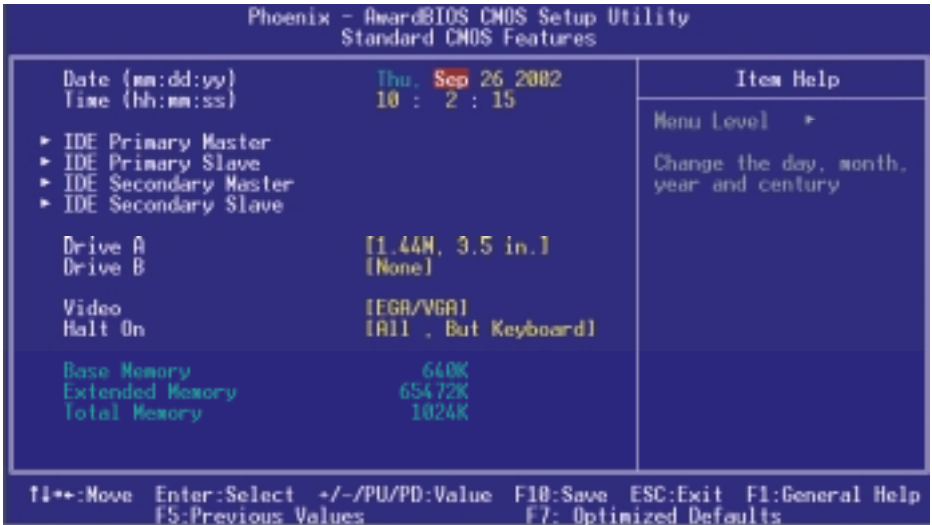 Phoenix - AwardBIOS CMOS Setup Utility
Standard CMOS Features
Date (mm:dd:yy) Thu, Sep 26 2002
Time (hh:mm:ss) 10 : 2 : 15
► IDE Primary Master
► IDE Primary Slave
► IDE Secondary Master
► IDE Secondary Slave
Drive A [1.44M, 3.5 in.]
Drive B [None]
Video [EGA/VGA]
Halt On [All , But Keyboard]
Base Memory 640K
Extended Memory 65472K
Total Memory 1024K
Item Help
Menu Level ►
Change the day, month,
year and century
↑↓→←:Move Enter:Select +/-/PU/PD:Value F10:Save ESC:Exit F1:General Help
F5:Previous Values F7: Optimized Defaults